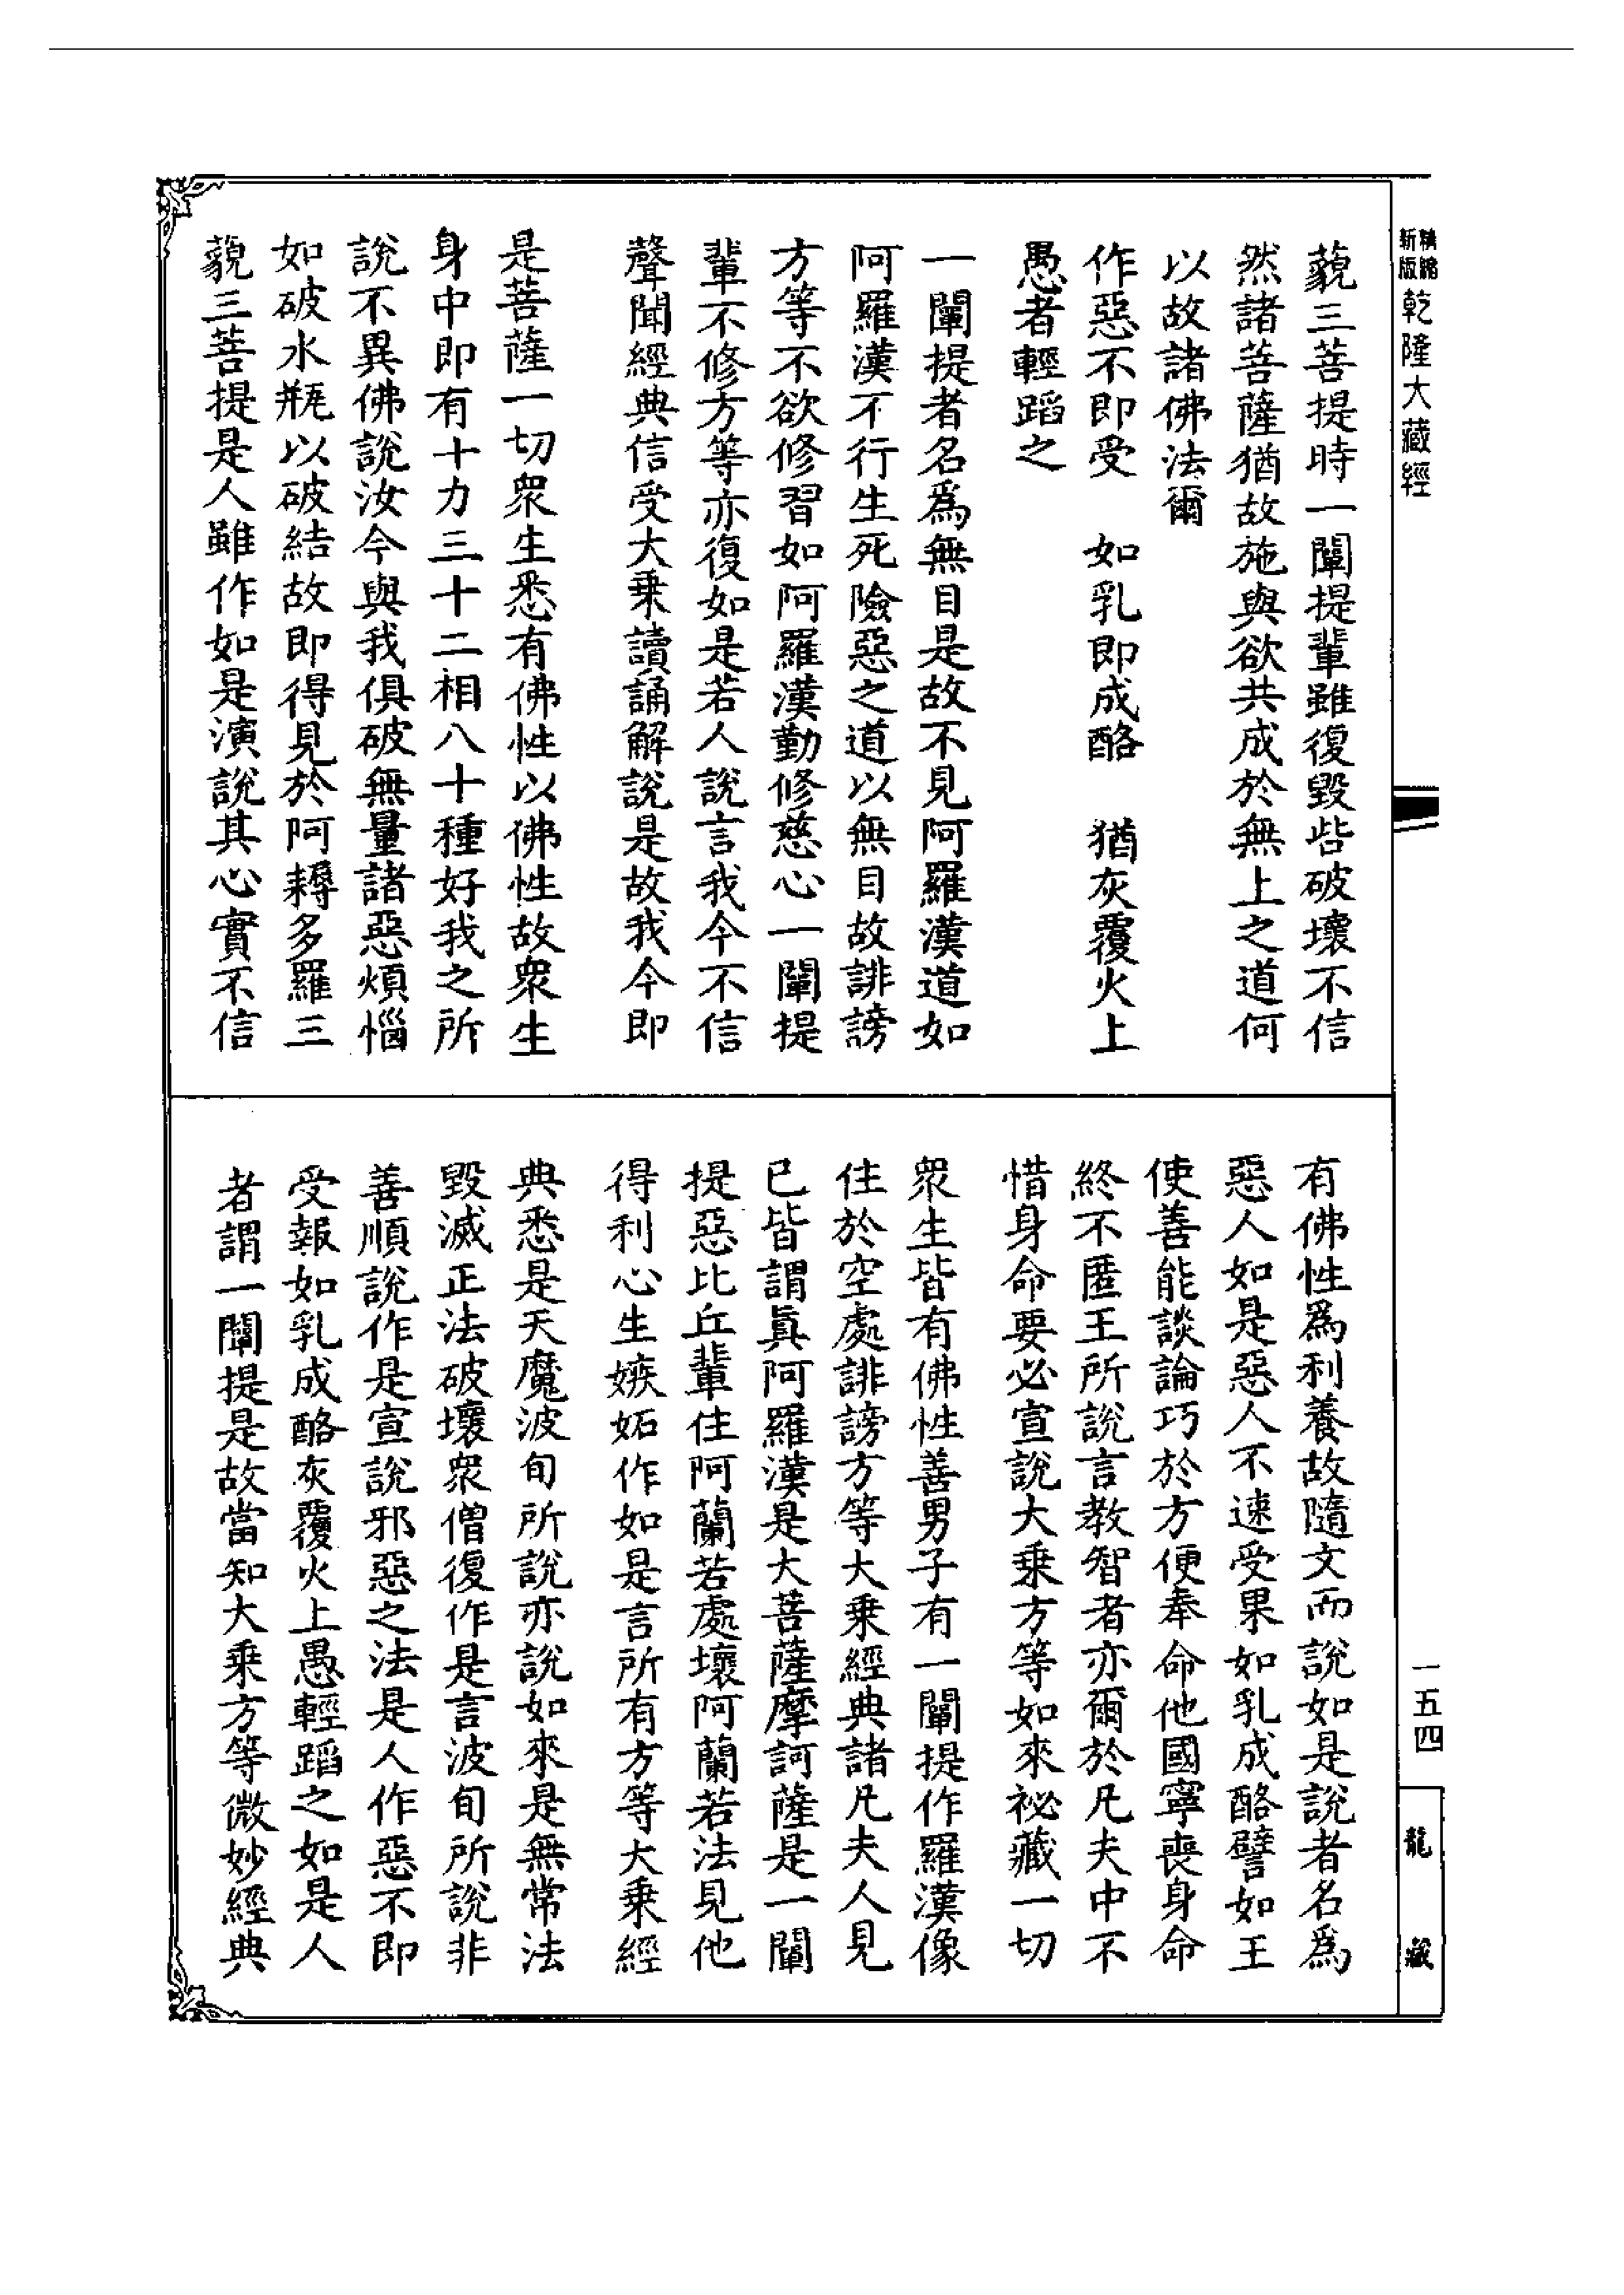 精縮
新版
乾隆大藏經
藐三菩提時一闡提輩雖復毀呰破壞不信
然諸菩薩猶故施與欲共成於無上之道何
以故諸佛法爾
作惡不即受　如乳即成酪　猶灰覆火上
愚者輕蹈之
一闡提者名爲無目是故不見阿羅漢道如
阿羅漢不行生死險惡之道以無目故誹謗
方等不欲修習如阿羅漢勤修慈心一闡提
輩不修方等亦復如是若人說言我今不信
聲聞經典信受大乗讀誦解說是故我今即
是菩薩一切衆生悉有佛性以佛性故衆生
身中即有十力三十二相八十種好我之所
說不異佛說汝今與我俱破無量諸惡煩惱
如破水瓶以破結故即得見於阿耨多羅三
藐三菩提是人雖作如是演說其心實不信
有佛性爲利養故隨文而說如是說者名爲
惡人如是惡人不速受果如乳成酪譬如王
使善能談論巧於方便奉命他國寧喪身命
終不匿王所說言教智者亦爾於凡夫中不
惜身命要必宣說大乗方等如來祕藏一切
衆生皆有佛性善男子有一闡提作羅漢像
住於空處誹謗方等大乗經典諸凡夫人見
已皆謂眞阿羅漢是大菩薩摩訶薩是一闡
提惡比丘輩住阿蘭若處壞阿蘭若法見他
得利心生嫉妬作如是言所有方等大乗經
典悉是天魔波旬所說亦說如來是無常法
毀滅正法破壞衆僧復作是言波旬所說非
善順說作是宣說邪惡之法是人作惡不即
受報如乳成酪灰覆火上愚輕蹈之如是人
者謂一闡提是故當知大乗方等微妙經典
一五四
龍藏